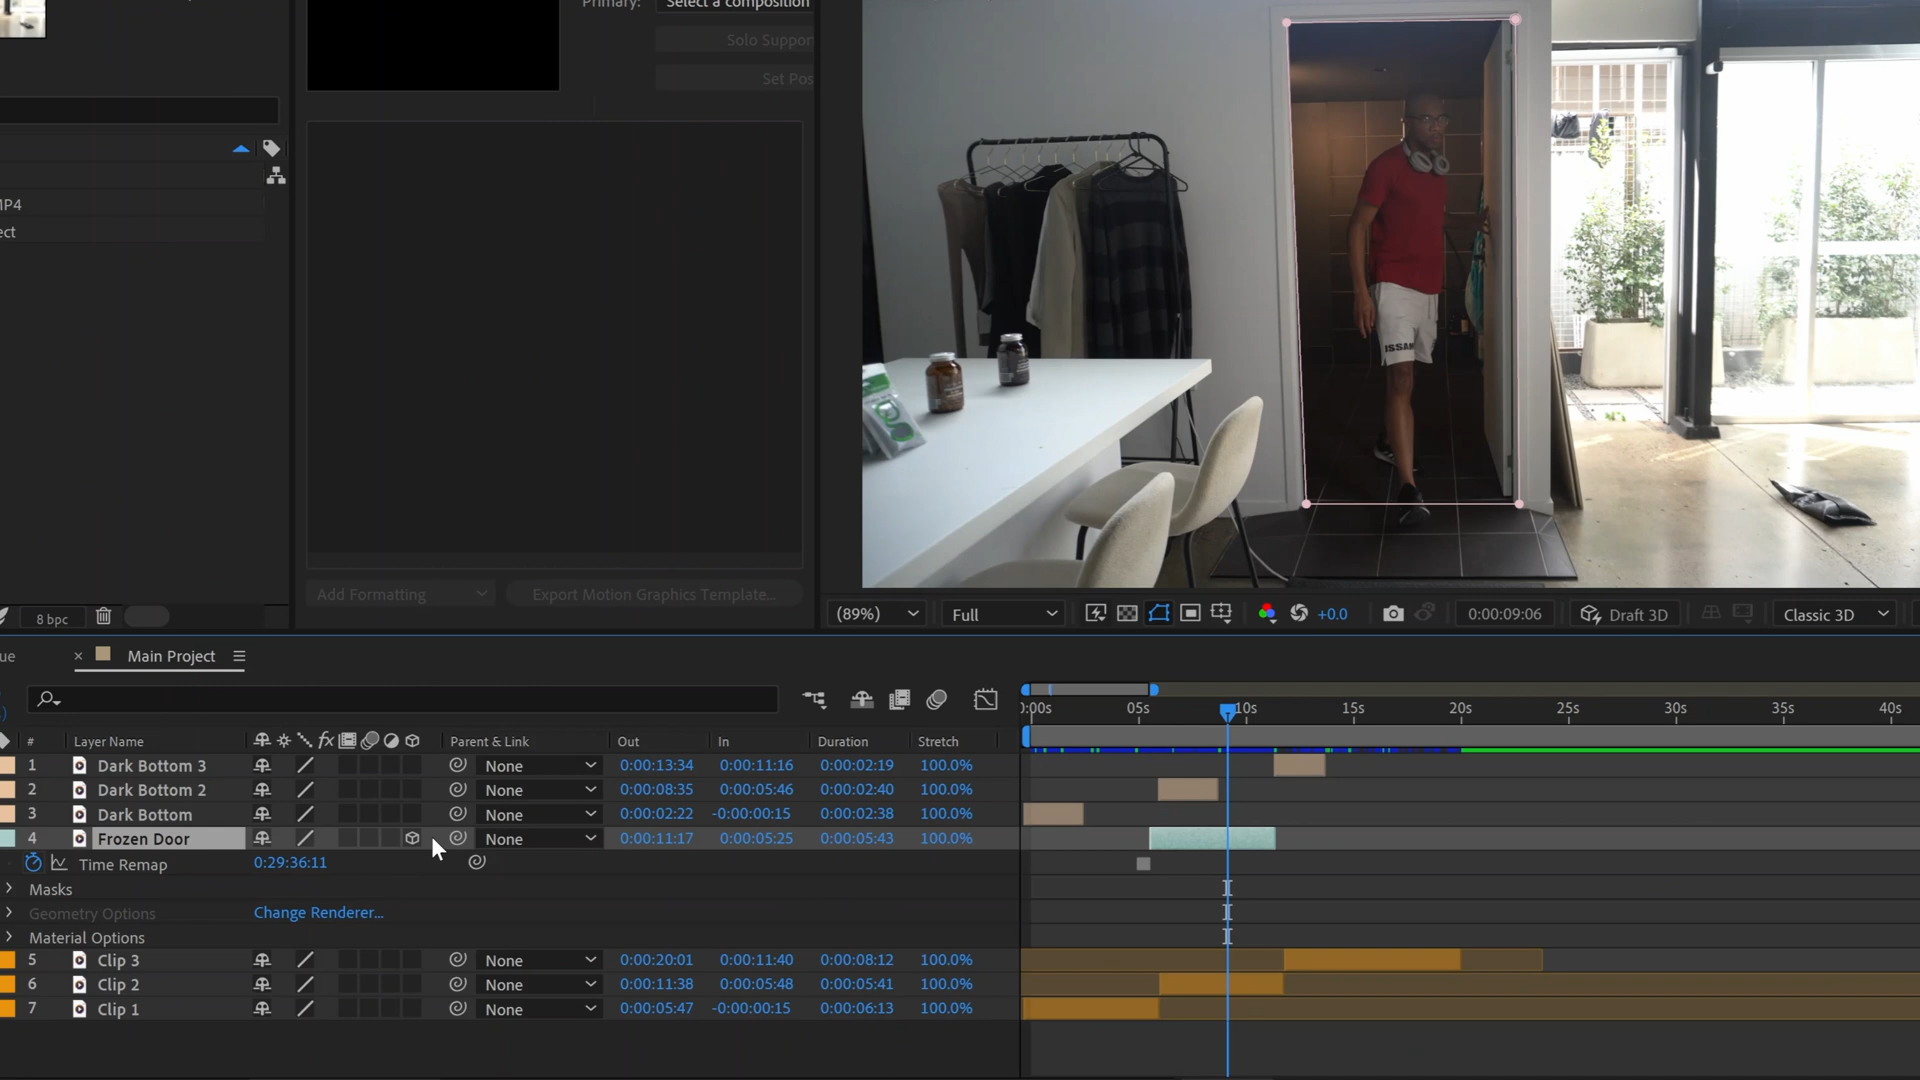 Primary: Select a composition
Solo Suppor
Set Pos
MP4
ect
ISSAM
Add Formatting
Export Motion Graphics Template...
8 bpc
(89%)
Full
+0.0
0:00:09:06
Draft 3D
Classic 3D
ue
× Main Project
:00s 05s 10s 15s 20s 25s 30s 35s 40s
# Layer Name fx Parent & Link Out In Duration Stretch
1 Dark Bottom 3 None 0:00:13:34 0:00:11:16 0:00:02:19 100.0%
2 Dark Bottom 2 None 0:00:08:35 0:00:05:46 0:00:02:40 100.0%
3 Dark Bottom None 0:00:02:22 -0:00:00:15 0:00:02:38 100.0%
4 Frozen Door None 0:00:11:17 0:00:05:25 0:00:05:43 100.0%
Time Remap 0:29:36:11
Masks
Geometry Options Change Renderer...
Material Options
5 Clip 3 None 0:00:20:01 0:00:11:40 0:00:08:12 100.0%
6 Clip 2 None 0:00:11:38 0:00:05:48 0:00:05:41 100.0%
7 Clip 1 None 0:00:05:47 -0:00:00:15 0:00:06:13 100.0%